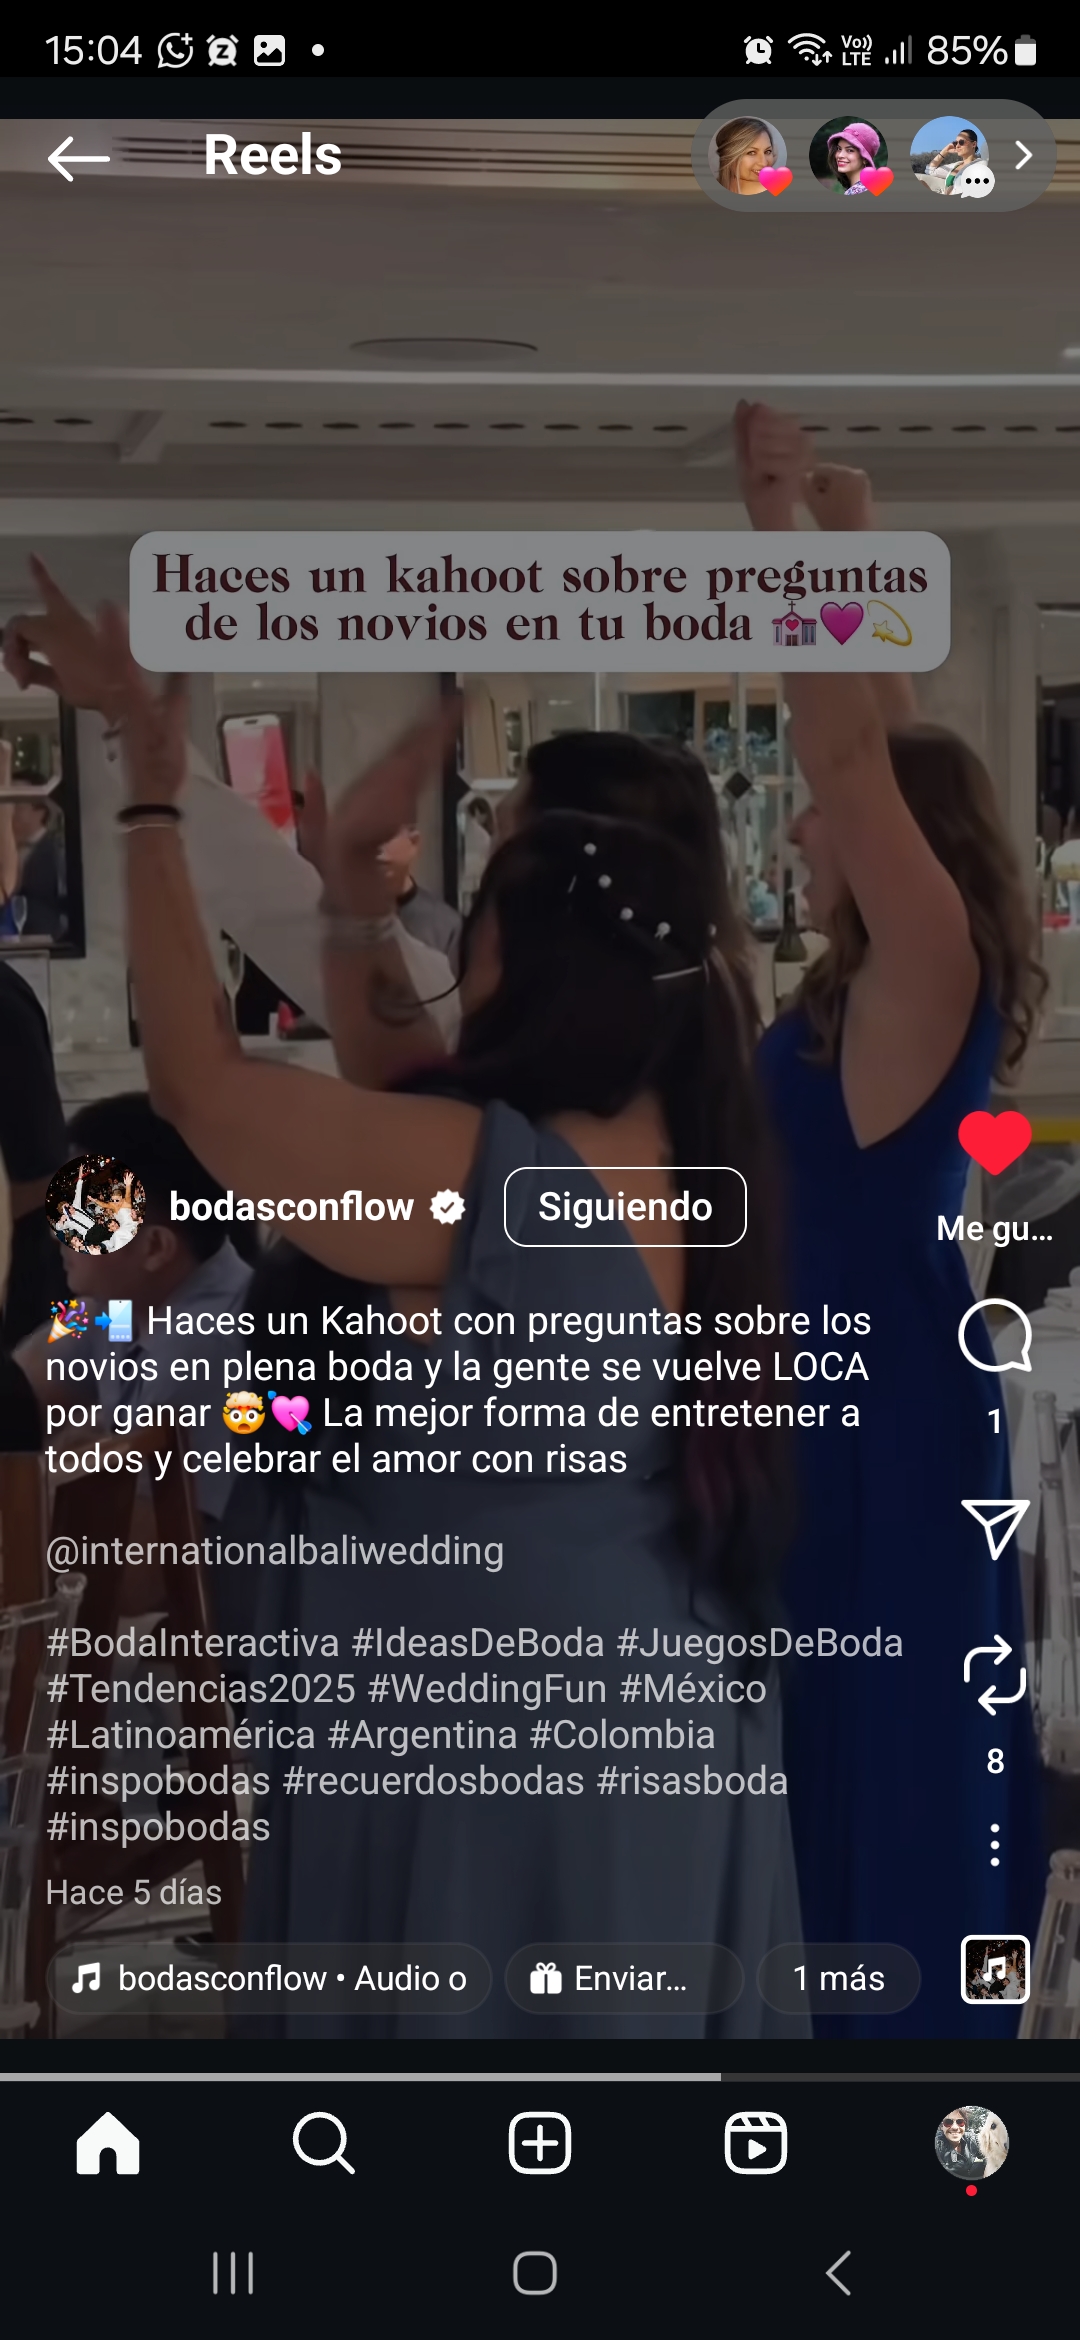 15:04
Vo)) LTE
85%
Reels
Haces un kahoot sobre preguntas
de los novios en tu boda 💒💜💫
bodasconflow
Siguiendo
Me gu...
🎉📲 Haces un Kahoot con preguntas sobre los
novios en plena boda y la gente se vuelve LOCA
por ganar 🤯💘 La mejor forma de entretener a
todos y celebrar el amor con risas
1
@internationalbaliwedding
#BodaInteractiva #IdeasDeBoda #JuegosDeBoda
#Tendencias2025 #WeddingFun #México
#Latinoamérica #Argentina #Colombia
#inspobodas #recuerdosbodas #risasboda
#inspobodas
8
Hace 5 días
bodasconflow • Audio o
Enviar...
1 más